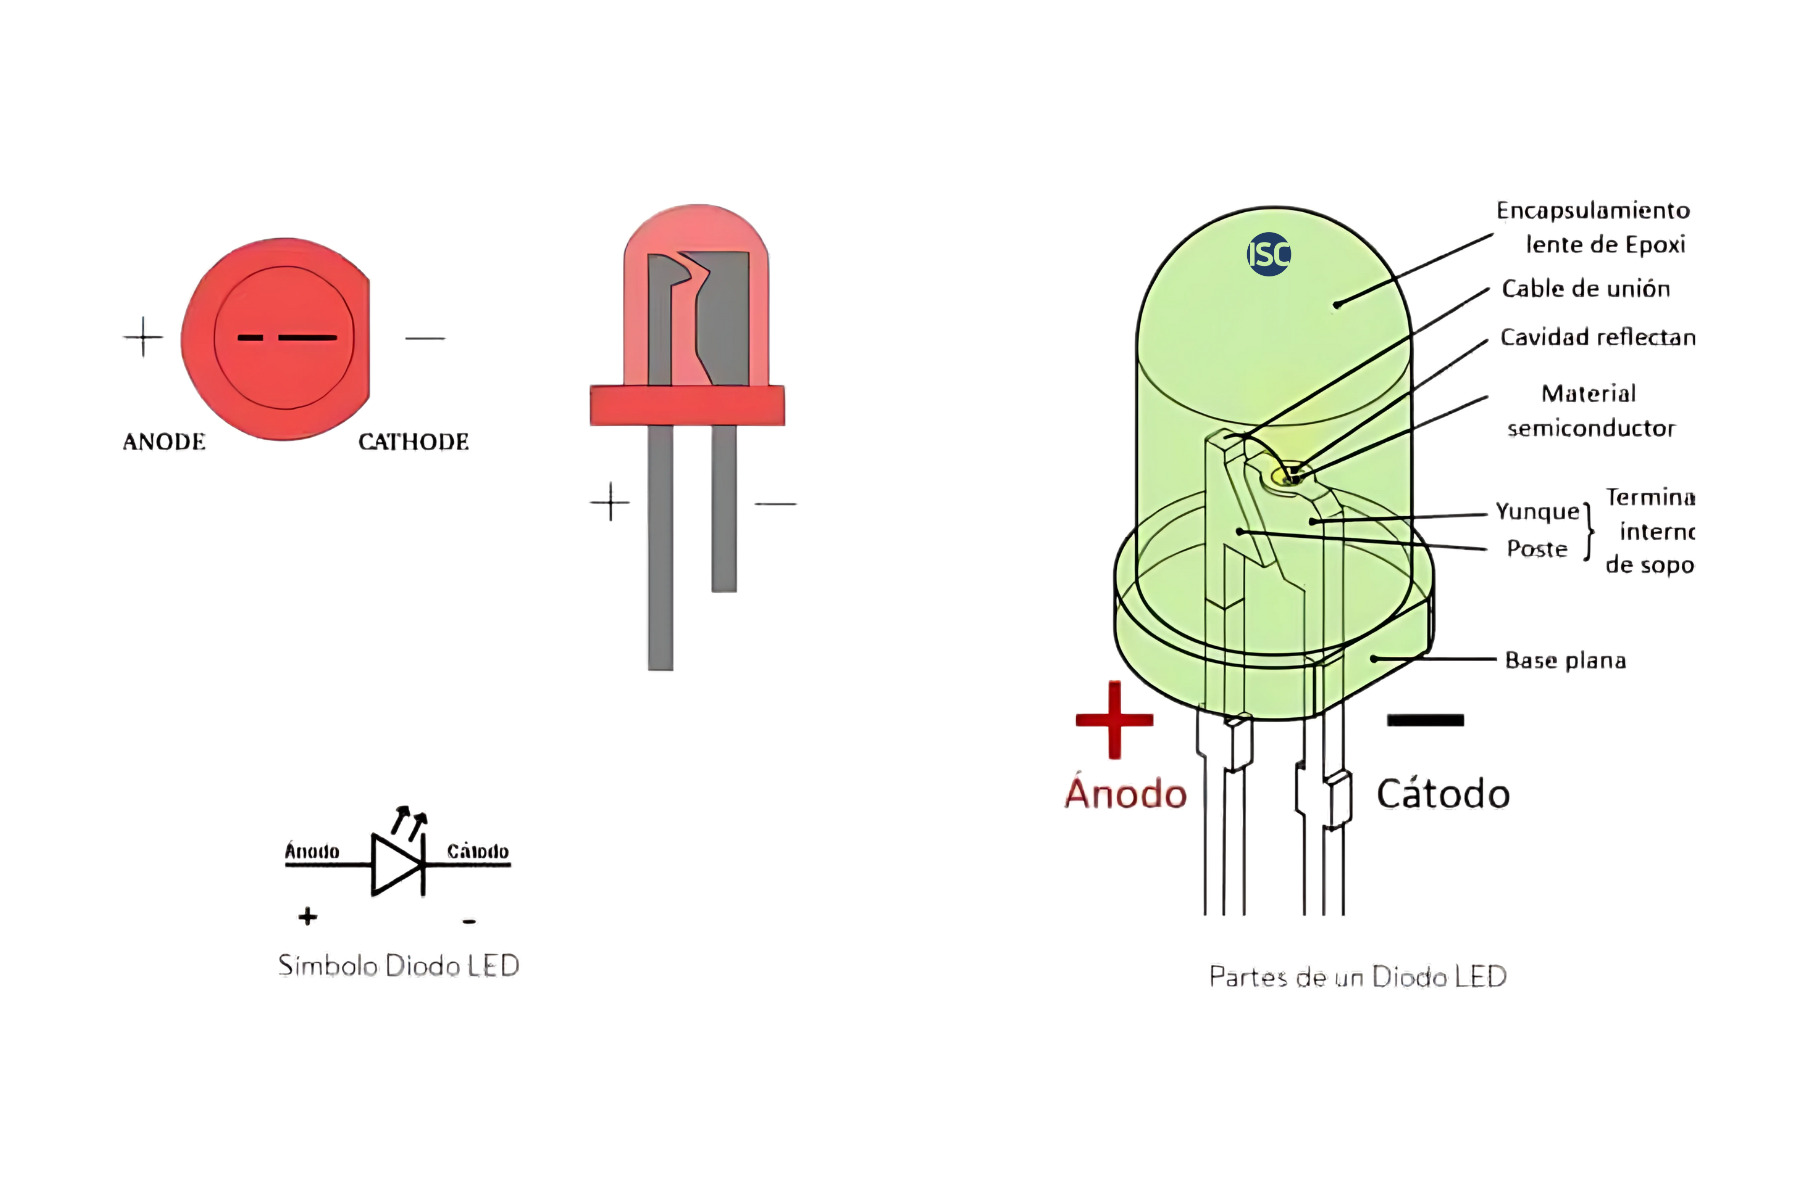 +
−
ANODE
CATHODE
+
−
Ánodo
Cátodo
+
-
Símbolo Diodo LED
ISC
Encapsulamiento
lente de Epoxi
Cable de unión
Cavidad reflectan
Material
semiconductor
Yunque
Poste
Termina
interno
de sopo
Base plana
+
−
Ánodo
Cátodo
Partes de un Diodo LED